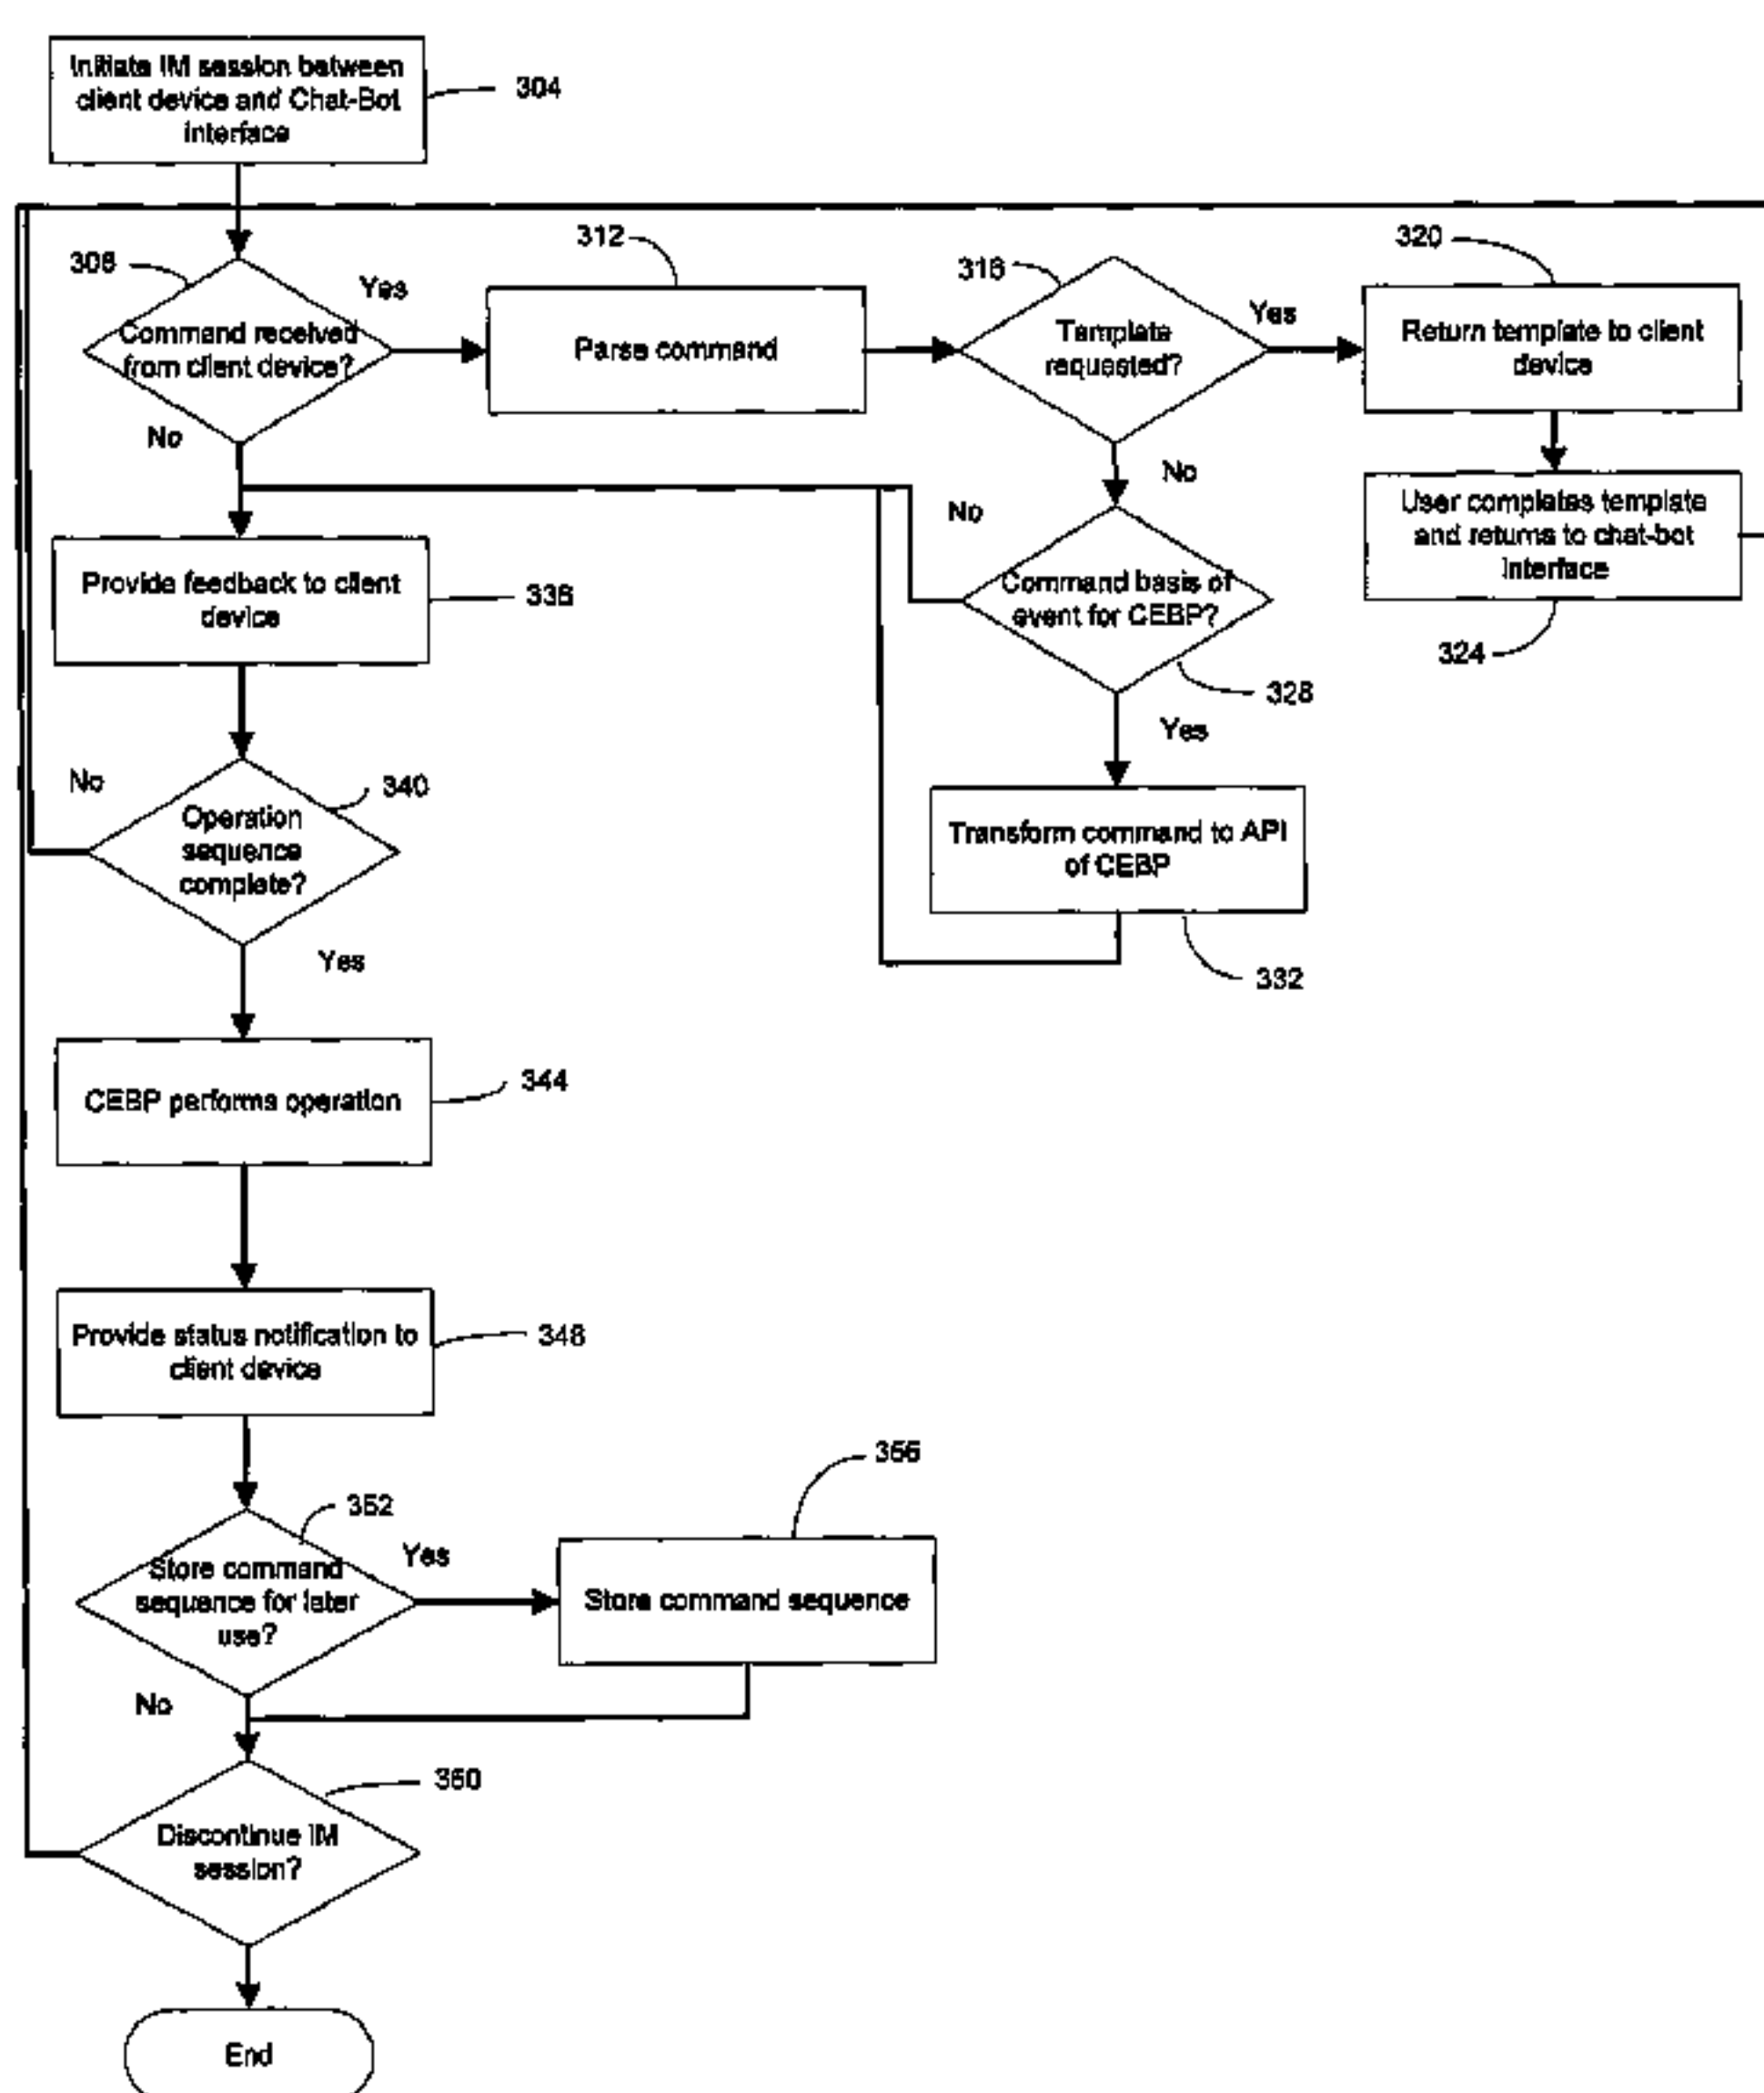 Initiate IM session between
client device and Chat-Bot
interface
304
308
Yes
312
316
Yes
320
Command received
from client device?
Parse command
Template
requested?
Return template to client
device
No
No
No
User completes template
and returns to chat-bot
interface
Provide feedback to client
device
336
Command basis of
event for CEBP?
324
328
Yes
No
340
Operation
sequence
complete?
Transform command to API
of CEBP
Yes
332
CEBP performs operation
344
Provide status notification to
client device
348
356
352
Yes
Store command
sequence for later
use?
Store command sequence
No
360
Discontinue IM
session?
End